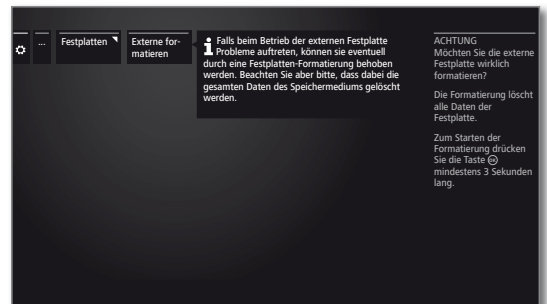 ...
Festplatten
Externe for-
matieren
Falls beim Betrieb der externen Festplatte
Probleme auftreten, können sie eventuell
durch eine Festplatten-Formatierung behoben
werden. Beachten Sie aber bitte, dass dabei die
gesamten Daten des Speichermediums gelöscht
werden.
ACHTUNG
Möchten Sie die externe
Festplatte wirklich
formatieren?
Die Formatierung löscht
alle Daten der
Festplatte.
Zum Starten der
Formatierung drücken
Sie die Taste OK
mindestens 3 Sekunden
lang.